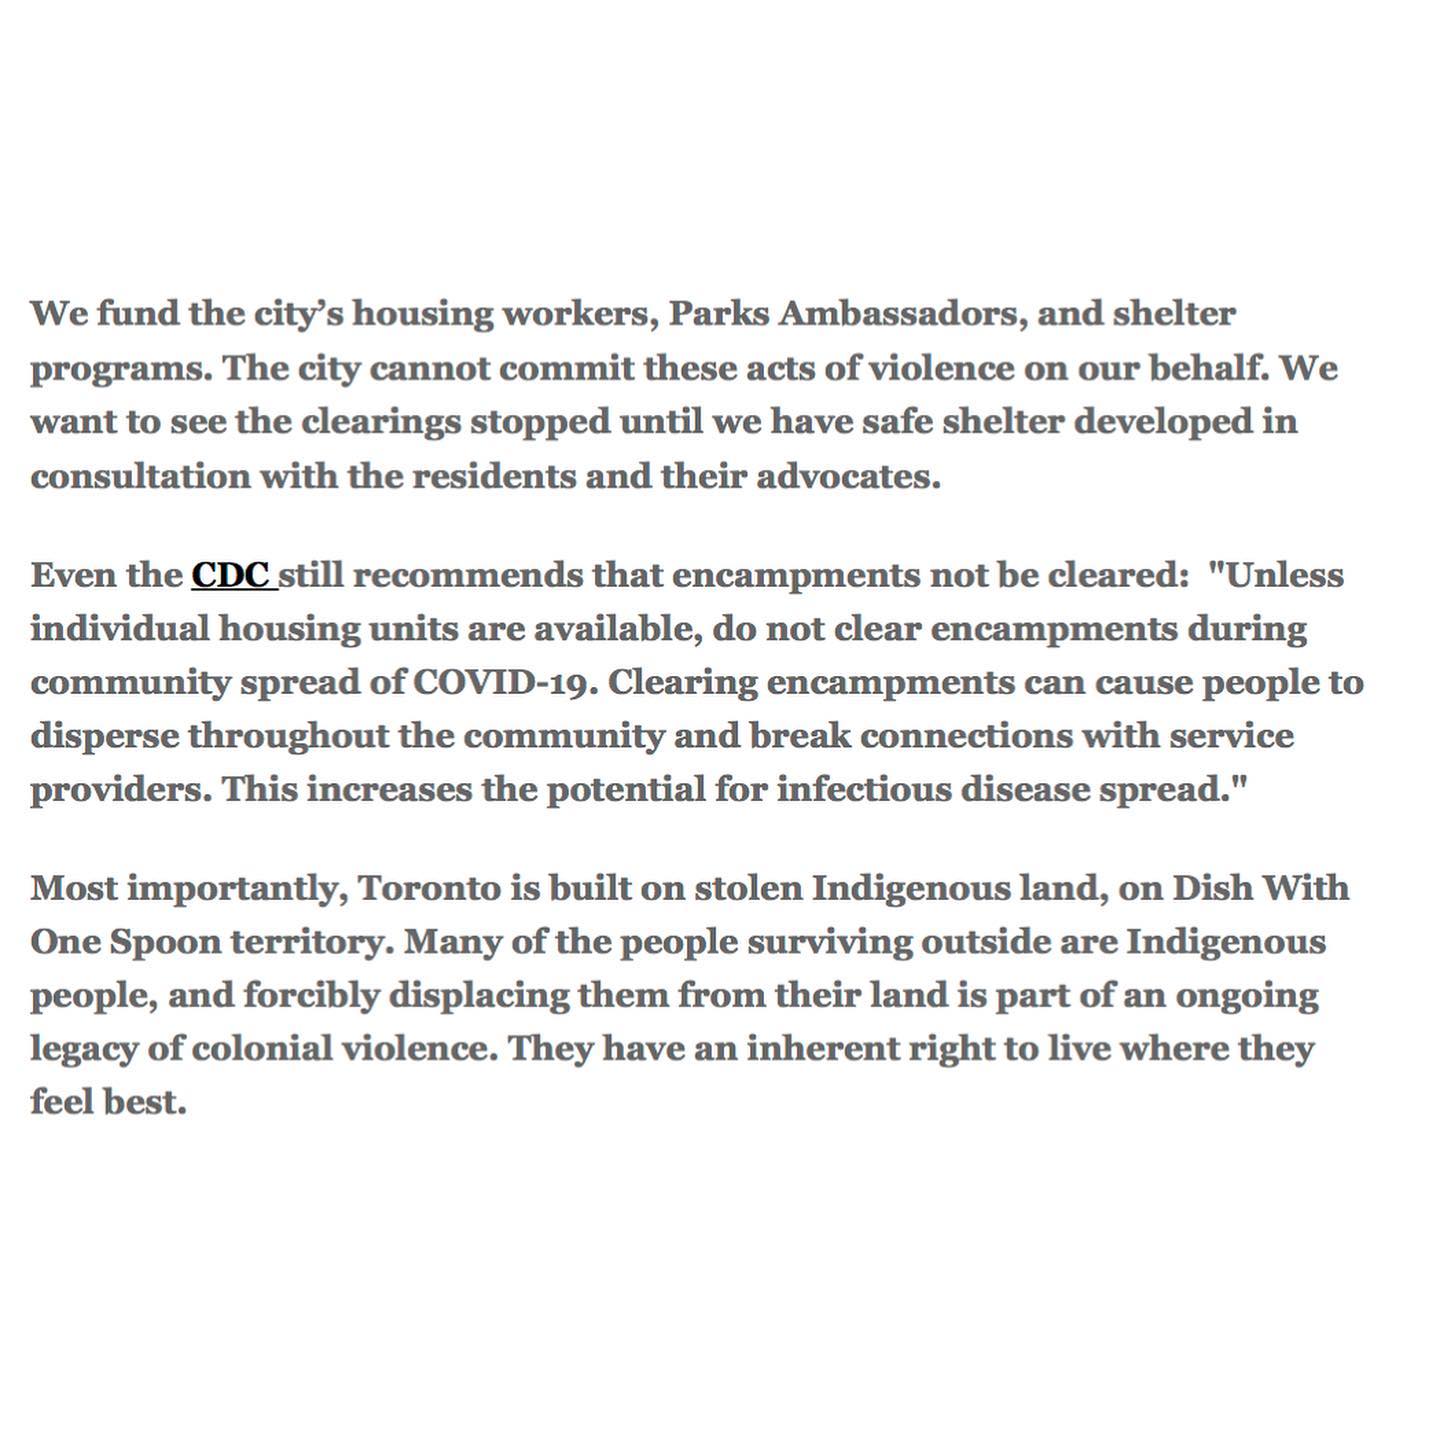 We fund the city’s housing workers, Parks Ambassadors, and shelter
programs. The city cannot commit these acts of violence on our behalf. We
want to see the clearings stopped until we have safe shelter developed in
consultation with the residents and their advocates.
Even the CDC still recommends that encampments not be cleared:  "Unless
individual housing units are available, do not clear encampments during
community spread of COVID-19. Clearing encampments can cause people to
disperse throughout the community and break connections with service
providers. This increases the potential for infectious disease spread."
Most importantly, Toronto is built on stolen Indigenous land, on Dish With
One Spoon territory. Many of the people surviving outside are Indigenous
people, and forcibly displacing them from their land is part of an ongoing
legacy of colonial violence. They have an inherent right to live where they
feel best.